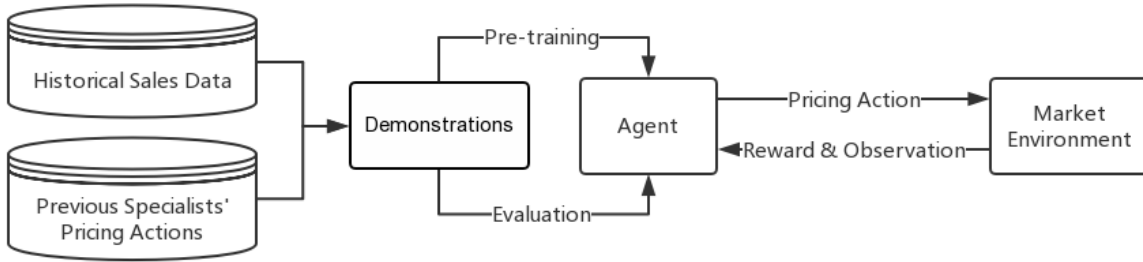 Historical Sales Data
Previous Specialists'
Pricing Actions
Demonstrations
Pre-training
Evaluation
Agent
Pricing Action
Reward & Observation
Market
Environment